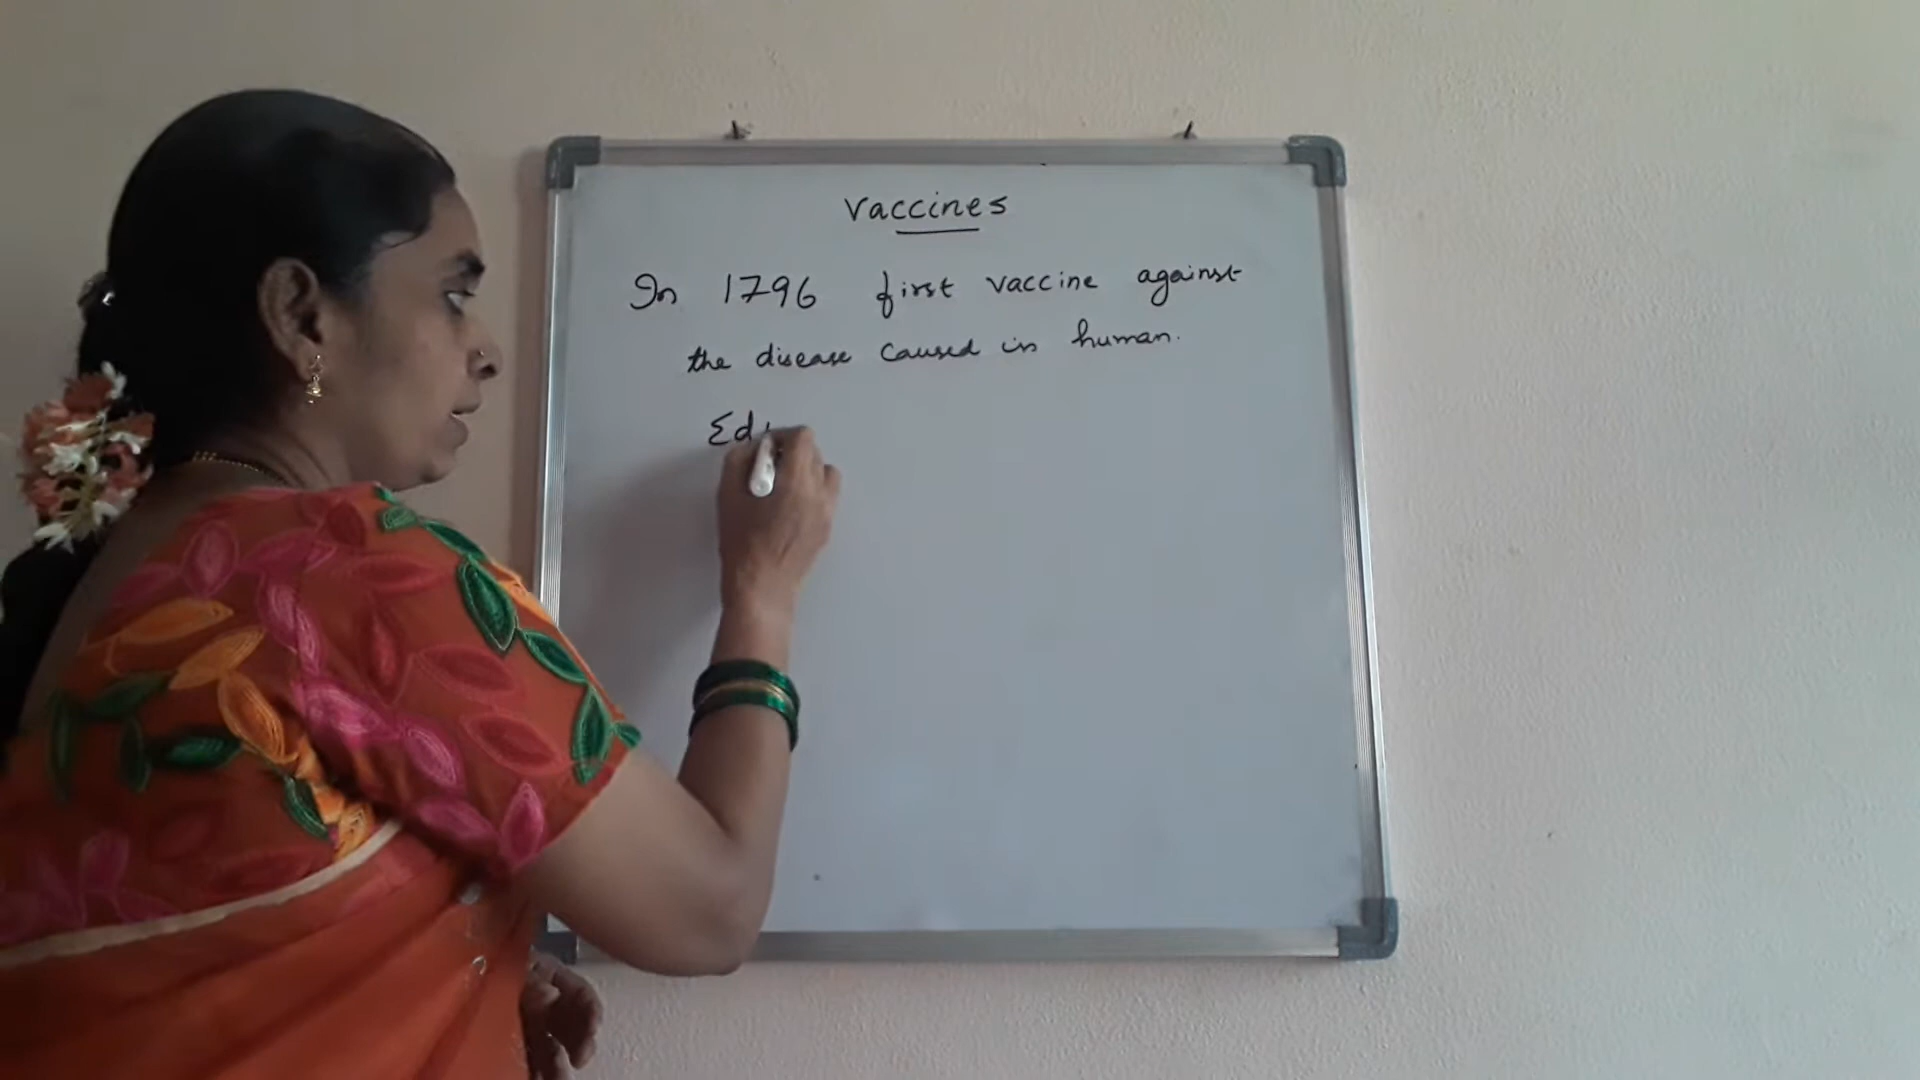 Vaccines
In 1796 first vaccine against
the disease caused in human.
Ed